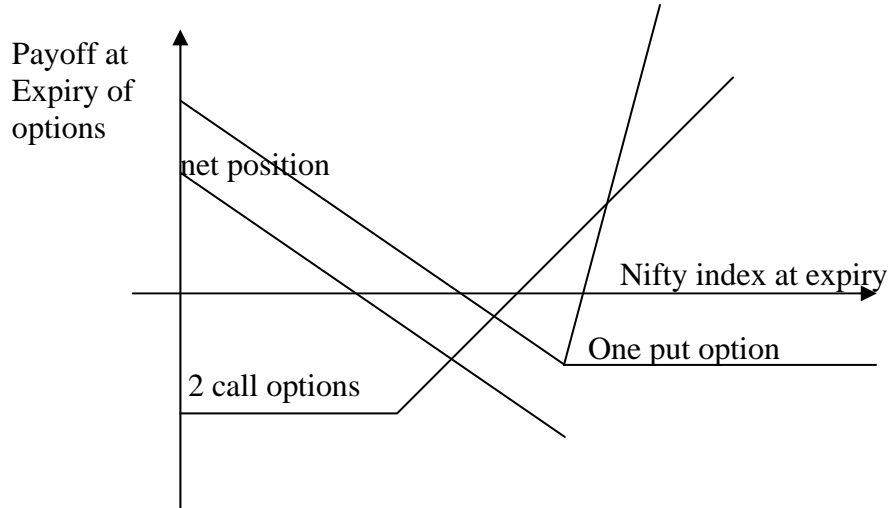 Payoff at
Expiry of
options
net position
Nifty index at expiry
One put option
2 call options